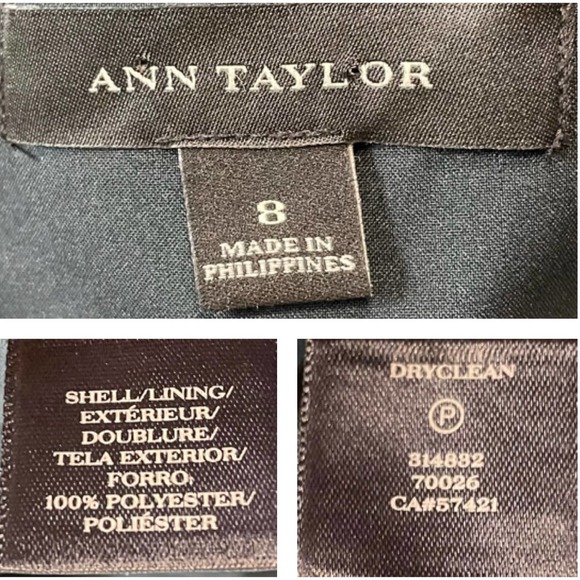 ANN TAYLOR
8
MADE IN
PHILIPPINES
SHELL/LINING/
EXTÉRIEUR/
DOUBLURE/
TELA EXTERIOR/
FORRO,
100% POLYESTER/
POLIÉSTER
DRYCLEAN
P
314832
70026
CA#57421